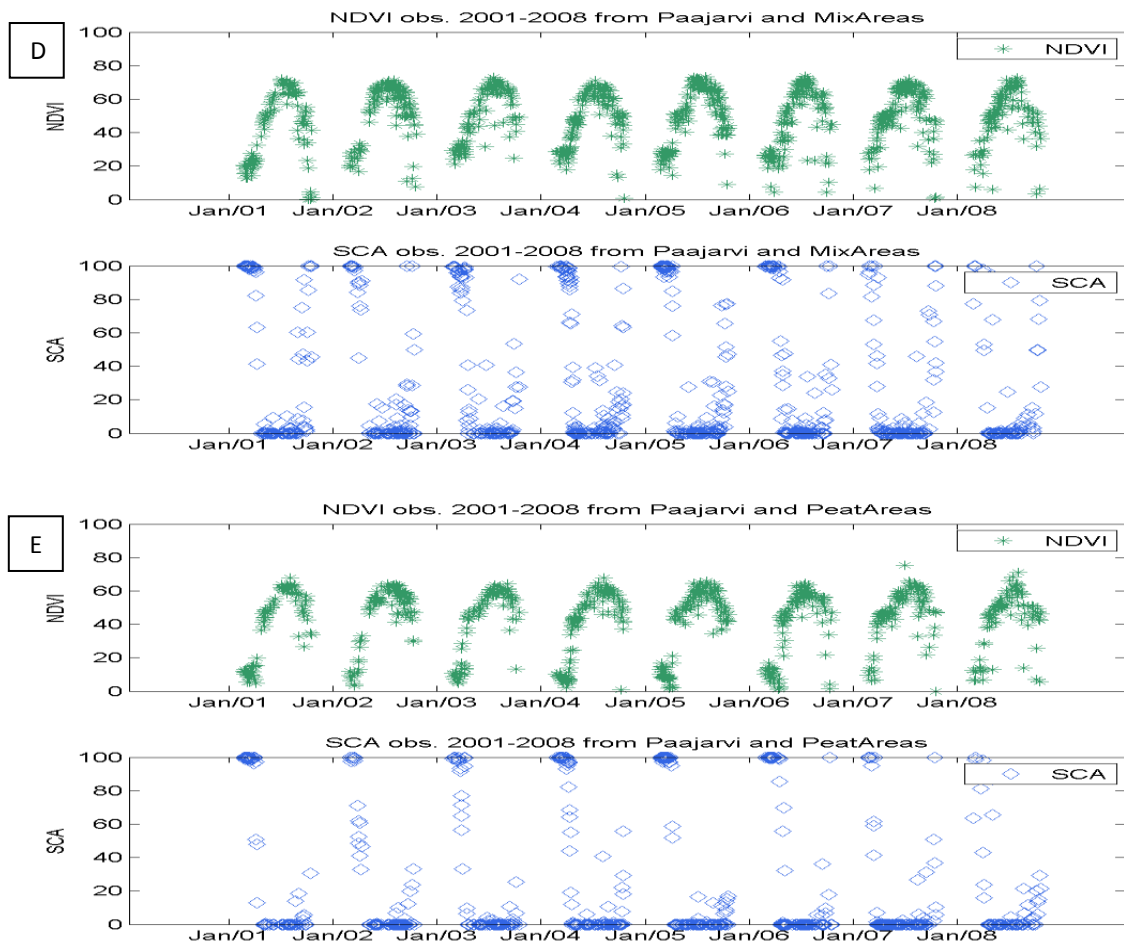 NDVI obs. 2001-2008 from Paajarvi and MixAreas
D
100
NDVI
80
60
40
20
0
NDVI
Jan/01 Jan/02 Jan/03 Jan/04 Jan/05 Jan/06 Jan/07 Jan/08
SCA obs. 2001-2008 from Paajarvi and MixAreas
100
SCA
80
60
40
20
0
SCA
Jan/01 Jan/02 Jan/03 Jan/04 Jan/05 Jan/06 Jan/07 Jan/08
NDVI obs. 2001-2008 from Paajarvi and PeatAreas
E
100
NDVI
80
60
40
20
0
NDVI
Jan/01 Jan/02 Jan/03 Jan/04 Jan/05 Jan/06 Jan/07 Jan/08
SCA obs. 2001-2008 from Paajarvi and PeatAreas
100
SCA
80
60
40
20
0
SCA
Jan/01 Jan/02 Jan/03 Jan/04 Jan/05 Jan/06 Jan/07 Jan/08